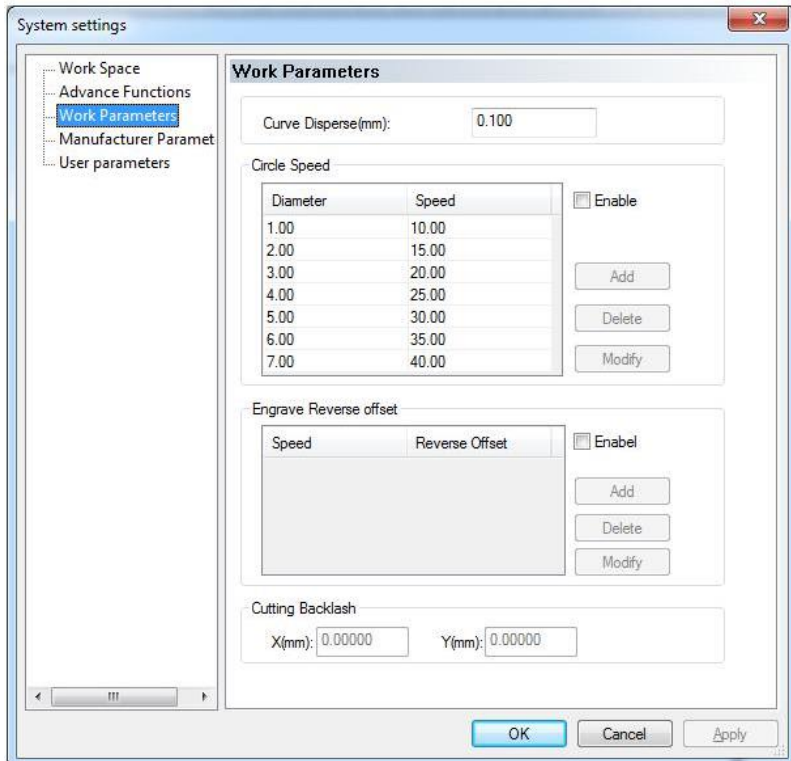 System settings
Work Space
Advance Functions
Work Parameters
Manufacturer Paramet
User parameters
Work Parameters
Curve Disperse(mm): 0.100
Circle Speed
Diameter Speed
1.00 10.00
2.00 15.00
3.00 20.00
4.00 25.00
5.00 30.00
6.00 35.00
7.00 40.00
Enable
Add
Delete
Modify
Engrave Reverse offset
Speed Reverse Offset
Enabel
Add
Delete
Modify
Cutting Backlash
X(mm): 0.00000 Y(mm): 0.00000
OK Cancel Apply